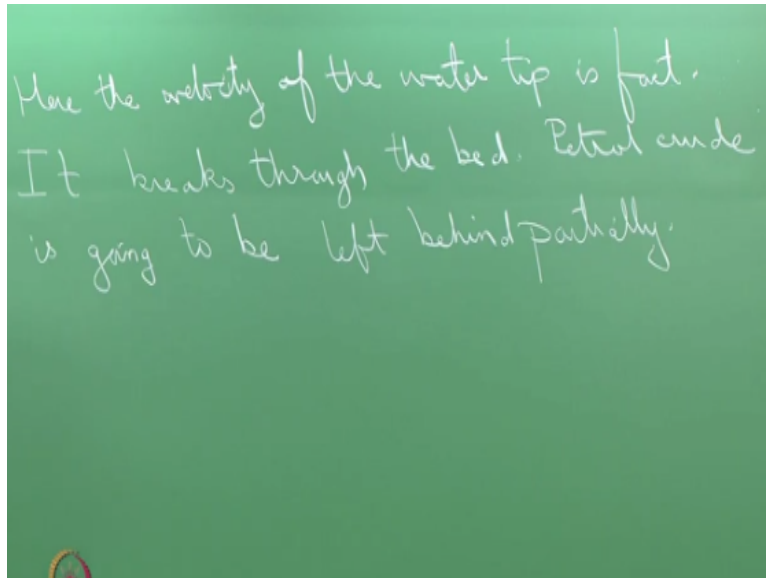 Here the velocity of the water tip is fast.
It breaks through the bed. Petrol crude
is going to be left behind partially.